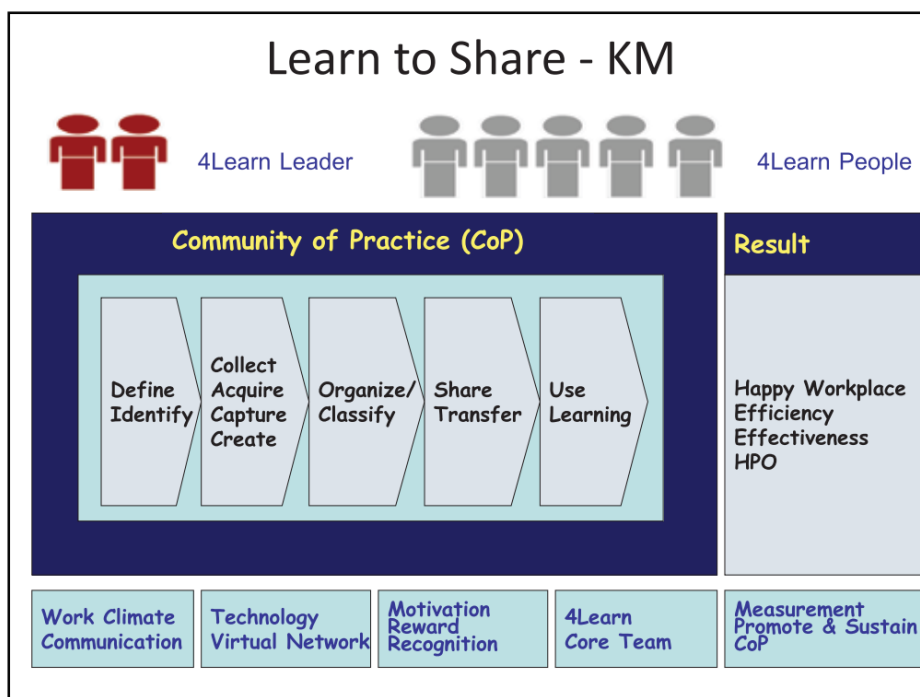 Learn to Share - KM
4Learn Leader
4Learn People
Community of Practice (CoP)
Result
Define
Identify
Collect
Acquire
Capture
Create
Organize/
Classify
Share
Transfer
Use
Learning
Happy Workplace
Efficiency
Effectiveness
HPO
Work Climate
Communication
Technology
Virtual Network
Motivation
Reward
Recognition
4Learn
Core Team
Measurement
Promote & Sustain
CoP